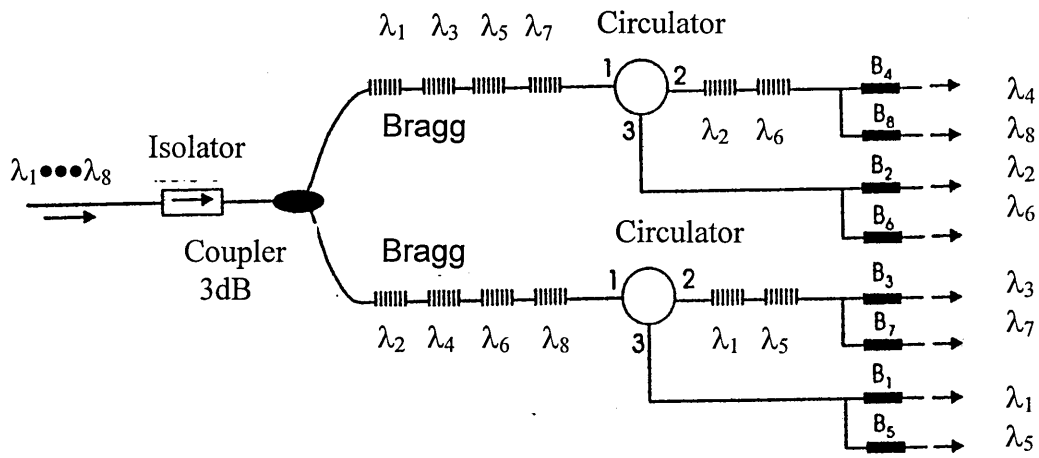 λ₁ λ₃ λ₅ λ₇ Circulator
1 2 B₄ λ₄
Bragg 3 λ₂ λ₆ B₈ λ₈
Isolator
λ₁●●●λ₈ B₂ λ₂
B₆ λ₆
Coupler Bragg Circulator
3dB 1 2 B₃ λ₃
λ₂ λ₄ λ₆ λ₈ 3 λ₁ λ₅ B₇ λ₇
B₁ λ₁
B₅ λ₅